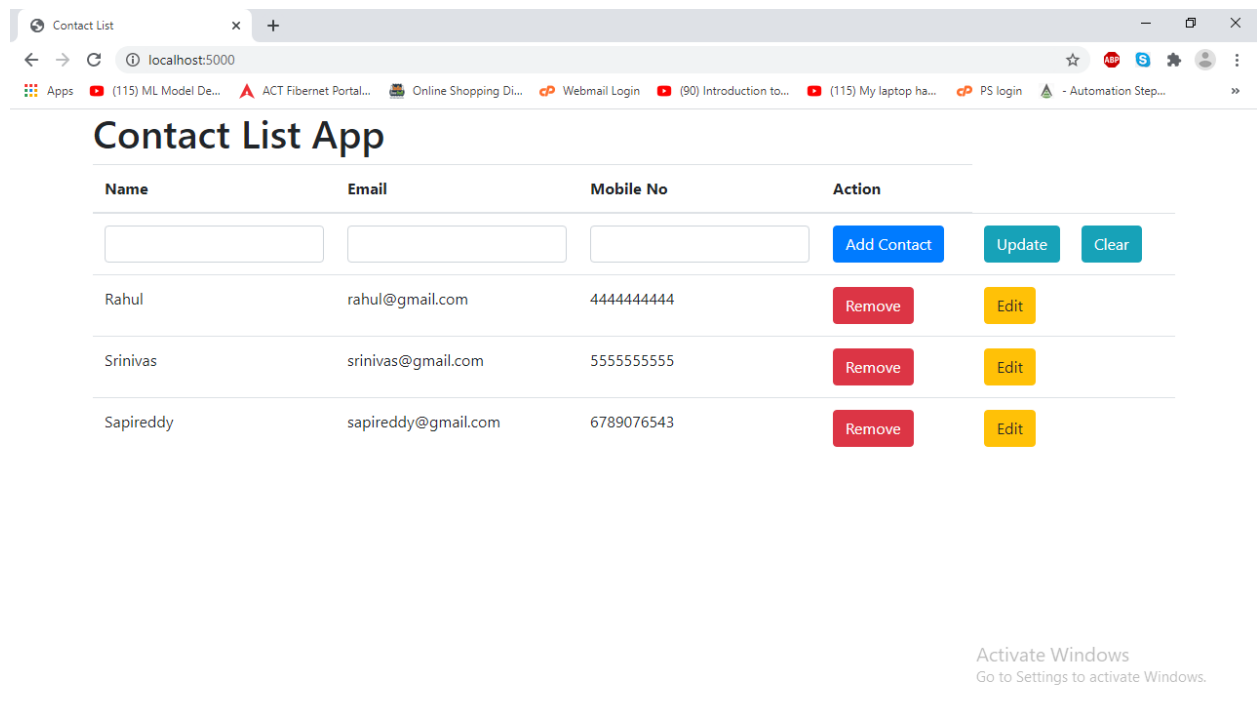 Contact List
localhost:5000
ABP S
Apps (115) ML Model De... ACT Fibernet Portal... Online Shopping Di... cP Webmail Login (90) Introduction to... (115) My laptop ha... cP PS login - Automation Step... »
Contact List App
Name Email Mobile No Action
Add Contact Update Clear
Rahul rahul@gmail.com 4444444444 Remove Edit
Srinivas srinivas@gmail.com 5555555555 Remove Edit
Sapireddy sapireddy@gmail.com 6789076543 Remove Edit
Activate Windows
Go to Settings to activate Windows.